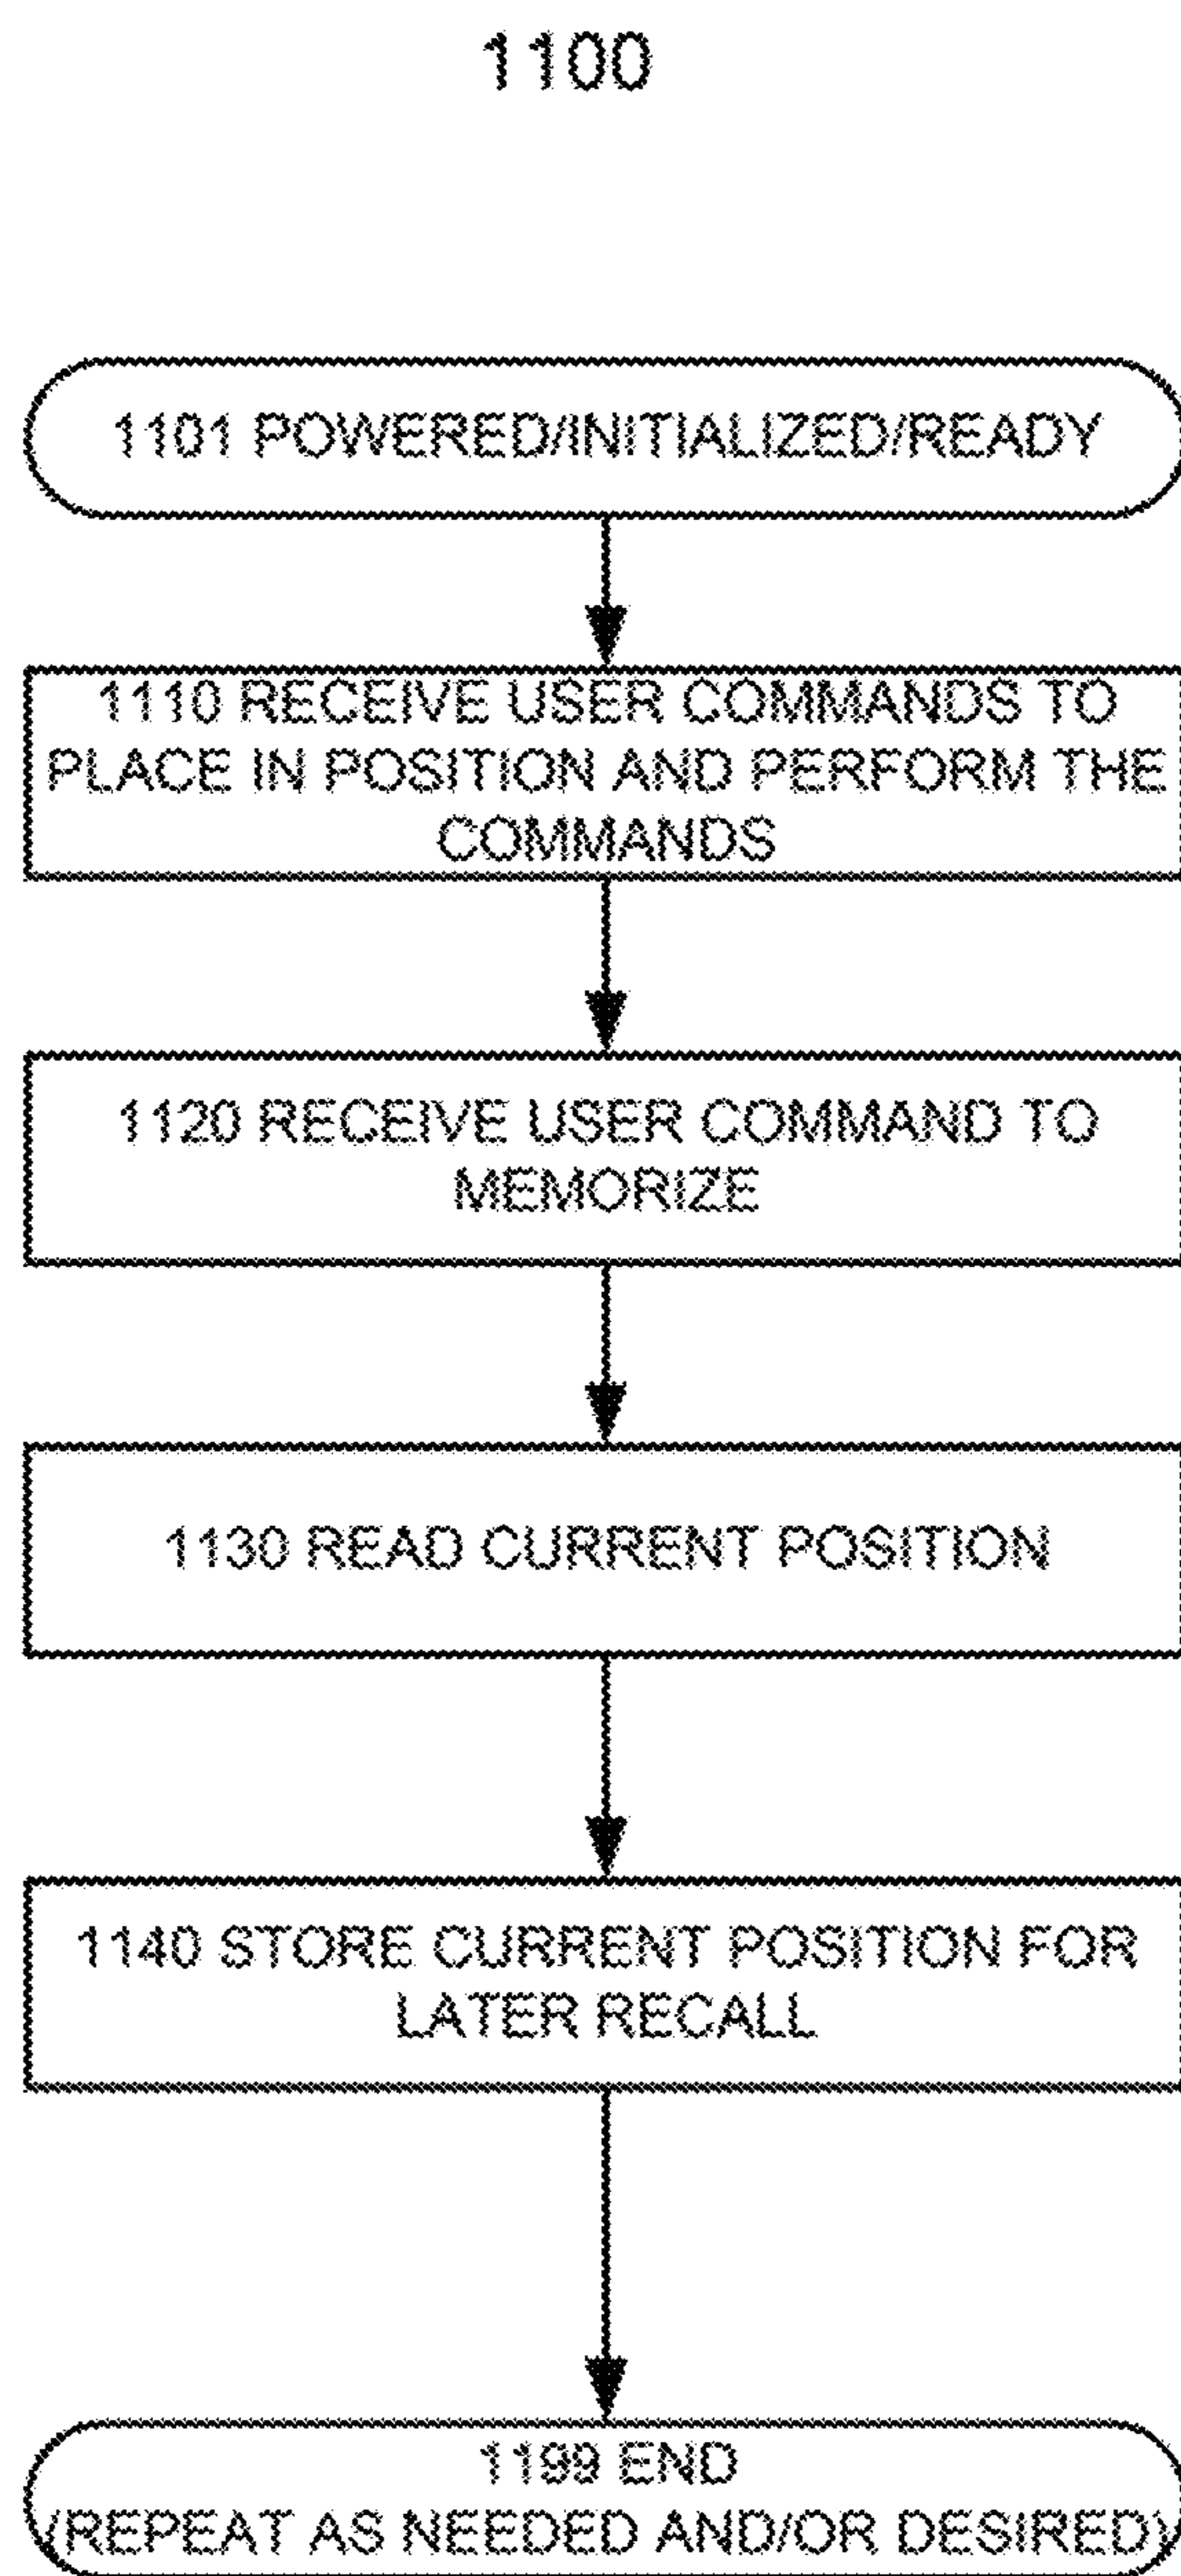 1100
1101 POWERED/INITIALIZED/READY
1110 RECEIVE USER COMMANDS TO
PLACE IN POSITION AND PERFORM THE
COMMANDS
1120 RECEIVE USER COMMAND TO
MEMORIZE
1130 READ CURRENT POSITION
1140 STORE CURRENT POSITION FOR
LATER RECALL
1199 END
(REPEAT AS NEEDED AND/OR DESIRED)